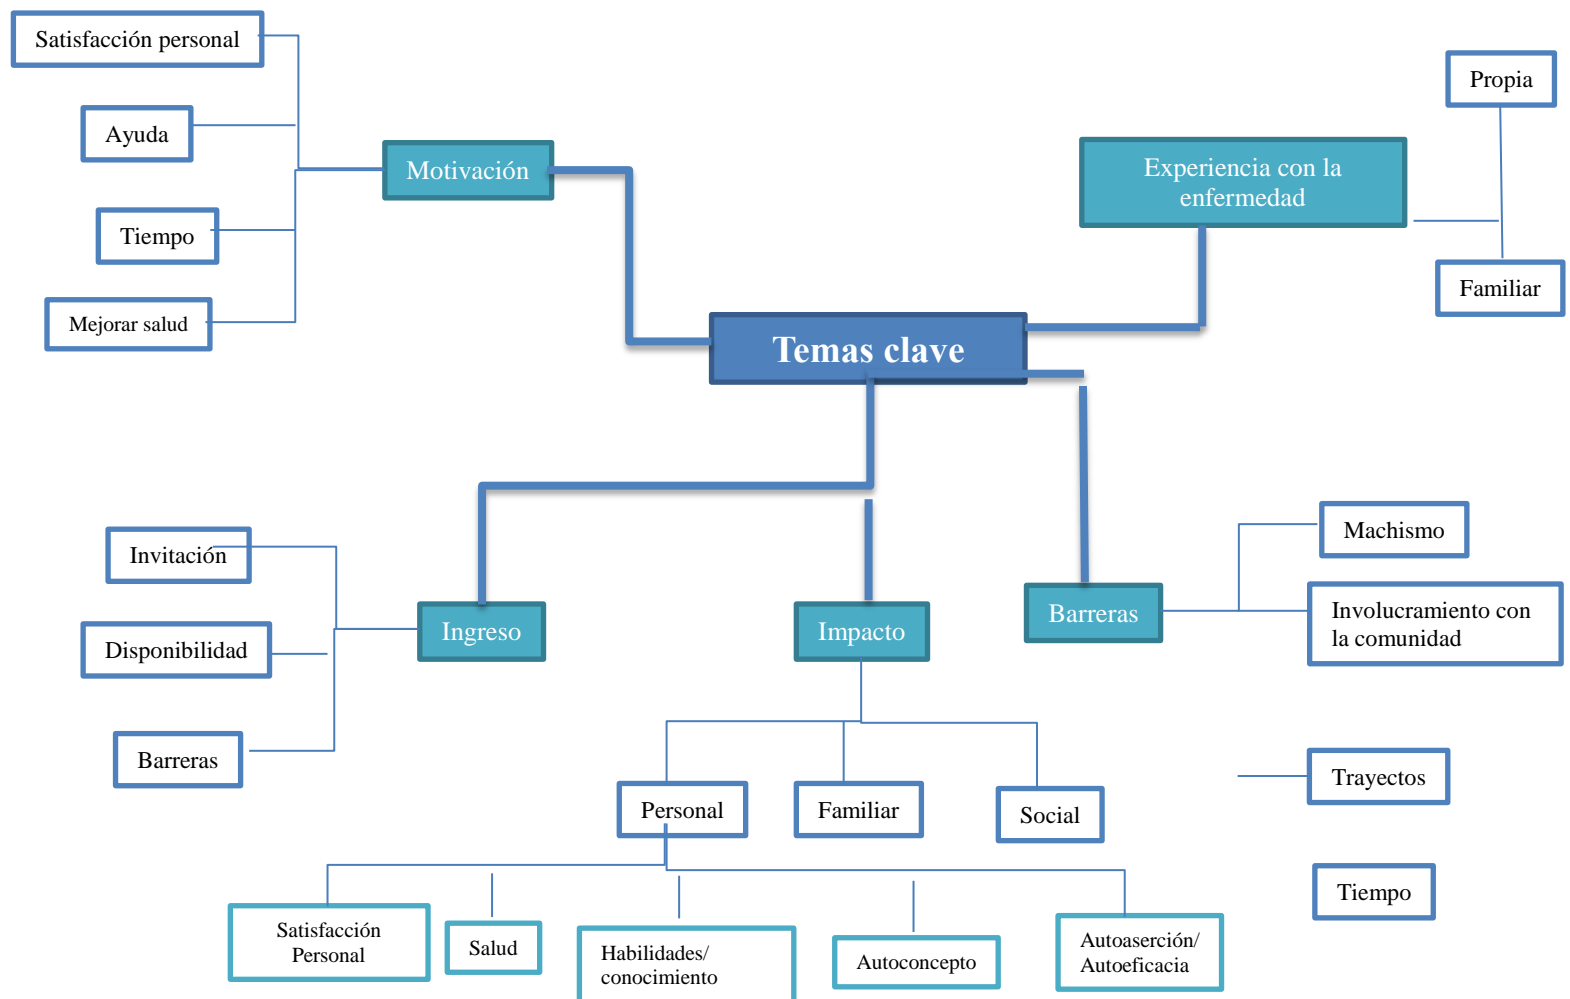 Satisfacción personal
Ayuda
Tiempo
Mejorar salud
Motivación
Experiencia con la
enfermedad
Propia
Familiar
Temas clave
Invitación
Disponibilidad
Barreras
Ingreso
Impacto
Barreras
Machismo
Involucramiento con
la comunidad
Trayectos
Tiempo
Personal
Familiar
Social
Satisfacción
Personal
Salud
Habilidades/
conocimiento
Autoconcepto
Autoaserción/
Autoeficacia